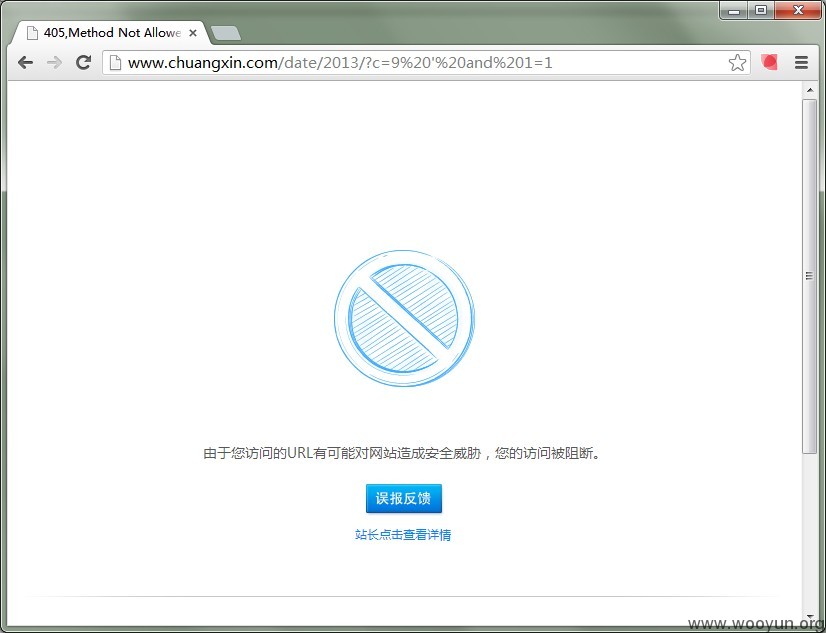 405,Method Not Allowe
www.chuangxin.com/date/2013/?c=9%20'%20and%201=1
由于您访问的URL有可能对网站造成安全威胁，您的访问被阻断。
误报反馈
站长点击查看详情
www.wooyun.org